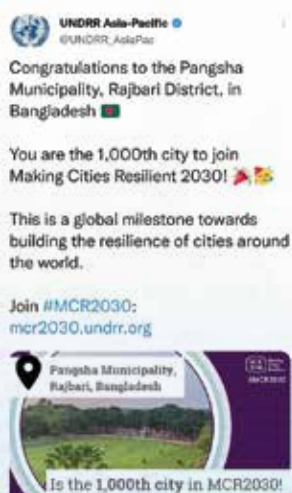 UNDRR Asia-Pacific
@UNDRR_AsiaPac
Congratulations to the Pangsha
Municipality, Rajbari District, in
Bangladesh 🇧🇩
You are the 1,000th city to join
Making Cities Resilient 2030! 🎉🥳
This is a global milestone towards
building the resilience of cities around
the world.
Join #MCR2030:
mcr2030.undrr.org
Pangsha Municipality,
Rajbari, Bangladesh
Is the 1,000th city in MCR2030!